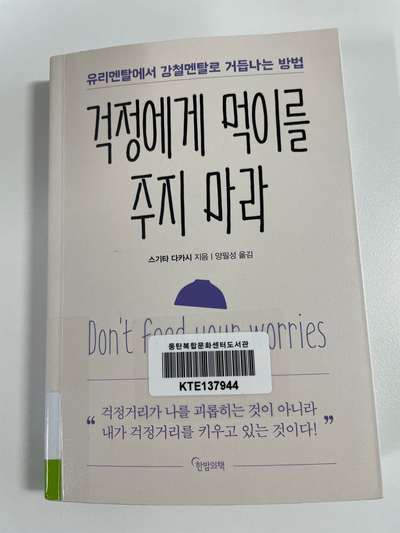 유리멘탈에서 강철멘탈로 거듭나는 방법
걱정에게 먹이를
주지 마라
스기타 다카시 지음 | 양필성 옮김
Don't feed your worries
동탄복합문화센터도서관
KTE137944
“ 걱정거리가 나를 괴롭히는 것이 아니라
내가 걱정거리를 키우고 있는 것이다! ”
한밤의책